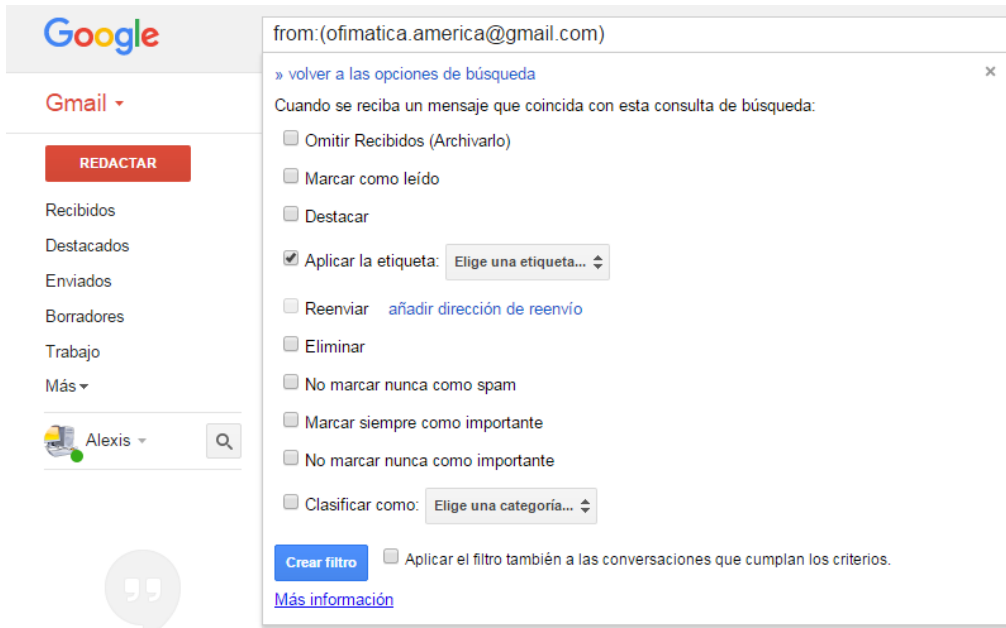 Google
from:(ofimatica.america@gmail.com)
» volver a las opciones de búsqueda
×
Gmail
Cuando se reciba un mensaje que coincida con esta consulta de búsqueda:
Omitir Recibidos (Archivarlo)
REDACTAR
Marcar como leído
Recibidos
Destacar
Destacados
Aplicar la etiqueta: Elige una etiqueta...
Enviados
Reenviar añadir dirección de reenvío
Borradores
Eliminar
Trabajo
No marcar nunca como spam
Más
Marcar siempre como importante
Alexis
No marcar nunca como importante
Clasificar como: Elige una categoría...
Crear filtro Aplicar el filtro también a las conversaciones que cumplan los criterios.
Más información